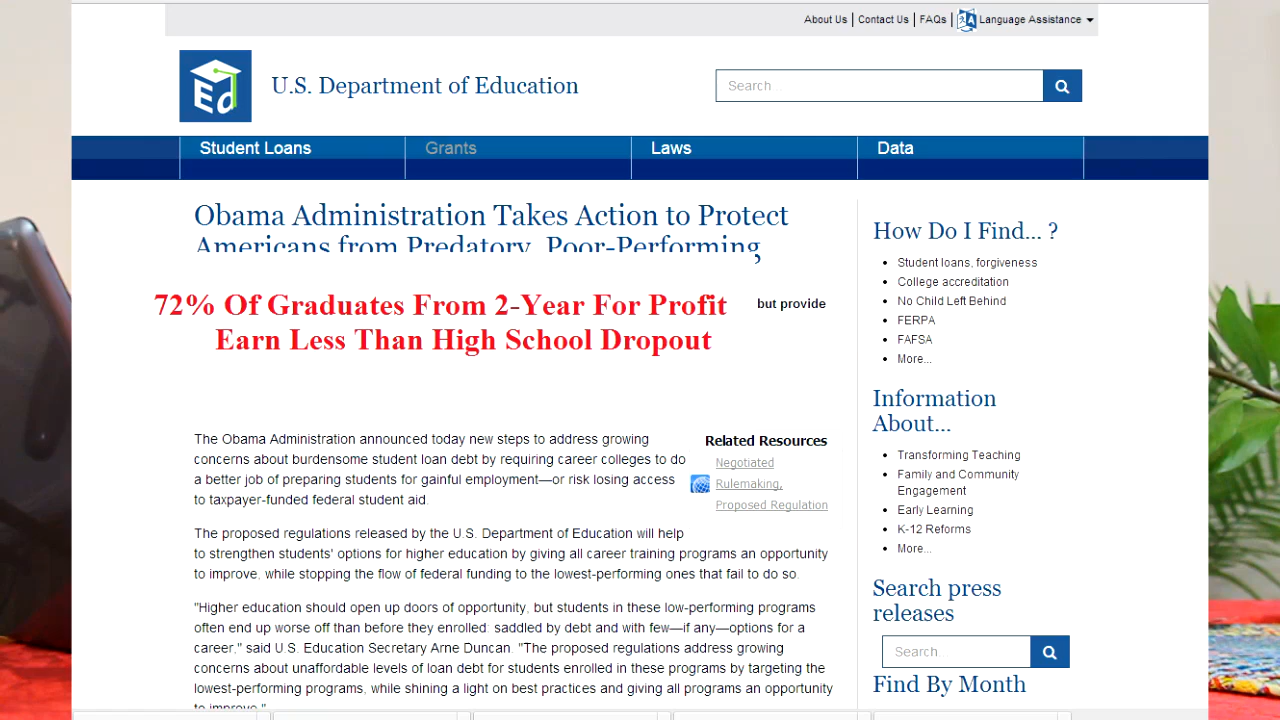 About Us | Contact Us | FAQs | Language Assistance
Ed
U.S. Department of Education
Search ...
Student Loans
Grants
Laws
Data
Obama Administration Takes Action to Protect
Americans from Predatory, Poor-Performing
72% Of Graduates From 2-Year For Profit
but provide
Earn Less Than High School Dropout
The Obama Administration announced today new steps to address growing
concerns about burdensome student loan debt by requiring career colleges to do
a better job of preparing students for gainful employment—or risk losing access
to taxpayer-funded federal student aid.
Related Resources
Negotiated
Rulemaking,
Proposed Regulation
The proposed regulations released by the U.S. Department of Education will help
to strengthen students' options for higher education by giving all career training programs an opportunity
to improve, while stopping the flow of federal funding to the lowest-performing ones that fail to do so.
"Higher education should open up doors of opportunity, but students in these low-performing programs
often end up worse off than before they enrolled: saddled by debt and with few—if any—options for a
career," said U.S. Education Secretary Arne Duncan. "The proposed regulations address growing
concerns about unaffordable levels of loan debt for students enrolled in these programs by targeting the
lowest-performing programs, while shining a light on best practices and giving all programs an opportunity
to improve."
How Do I Find... ?
Student loans, forgiveness
College accreditation
No Child Left Behind
FERPA
FAFSA
More...
Information
About...
Transforming Teaching
Family and Community
Engagement
Early Learning
K-12 Reforms
More...
Search press
releases
Search
Find By Month